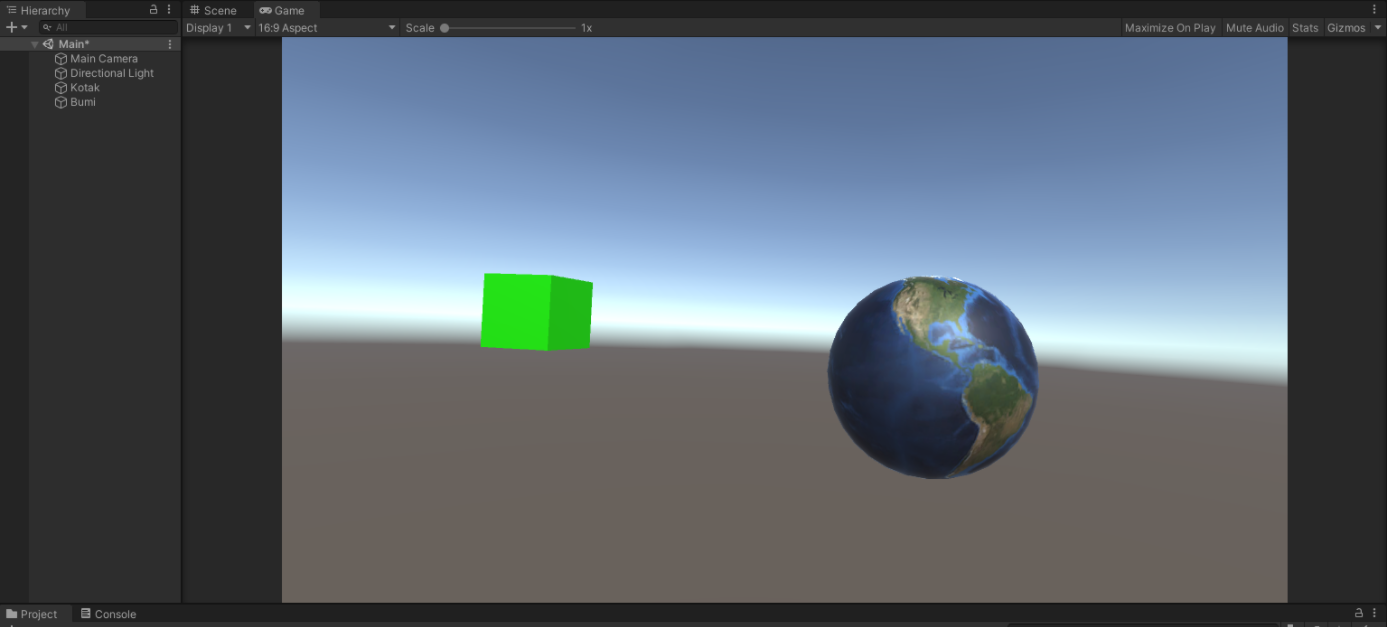 Hierarchy
All
Main*
Main Camera
Directional Light
Kotak
Bumi
Scene Game
Display 1 16:9 Aspect Scale 1x Maximize On Play Mute Audio Stats Gizmos
Project Console